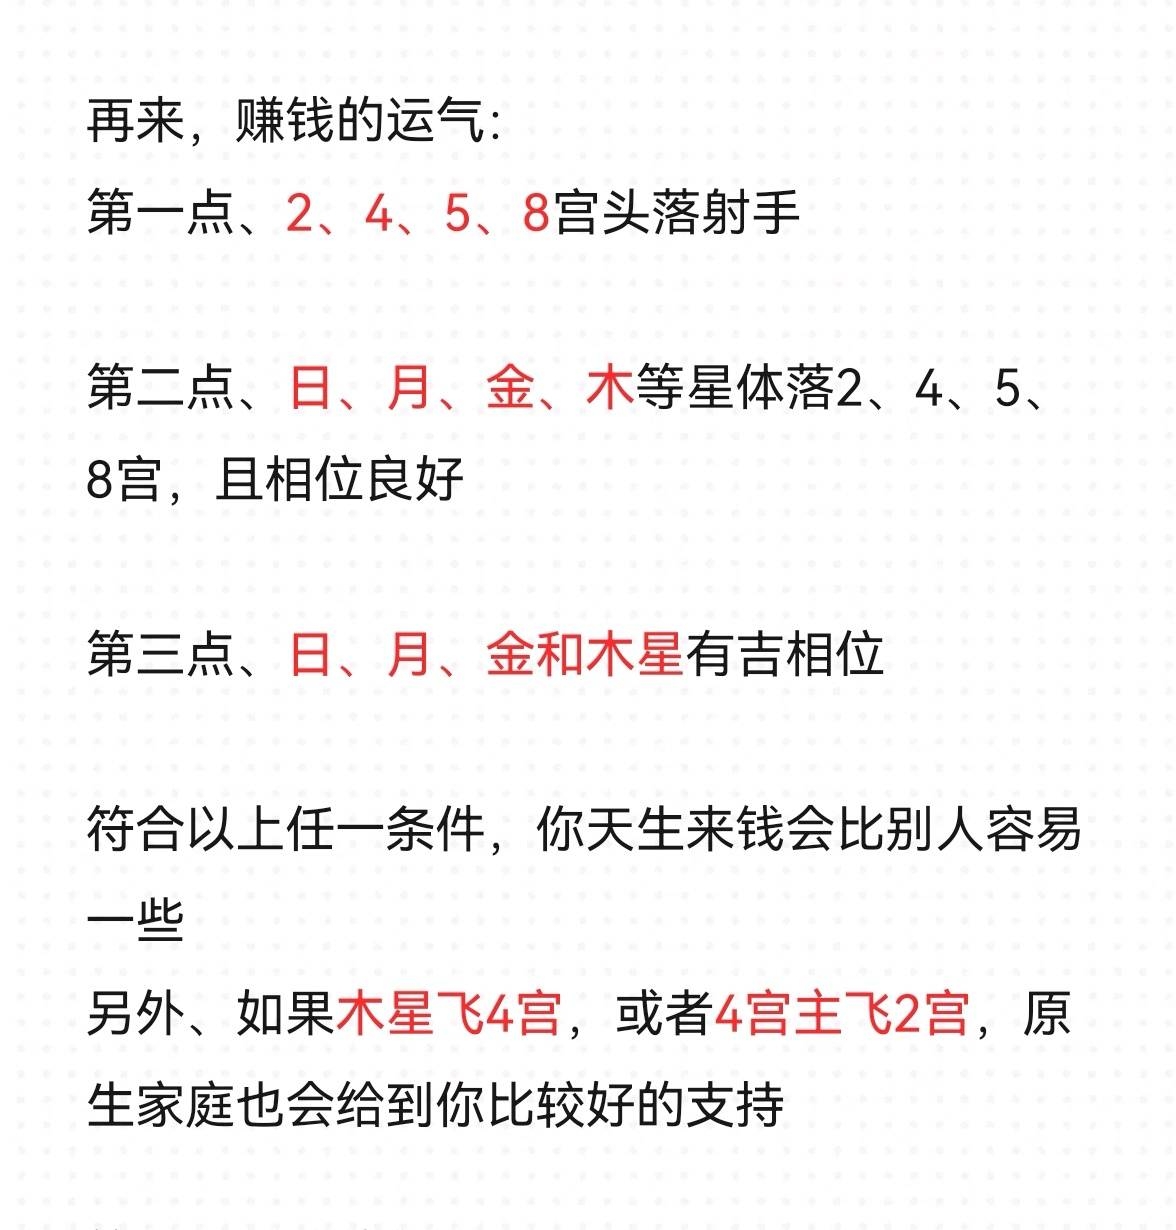 再来，赚钱的运气：
第一点、2、4、5、8宫头落射手
第二点、日、月、金、木等星体落2、4、5、
8宫，且相位良好
第三点、日、月、金和木星有吉相位
符合以上任一条件，你天生来钱会比别人容易
一些
另外、如果木星飞4宫，或者4宫主飞2宫，原
生家庭也会给到你比较好的支持